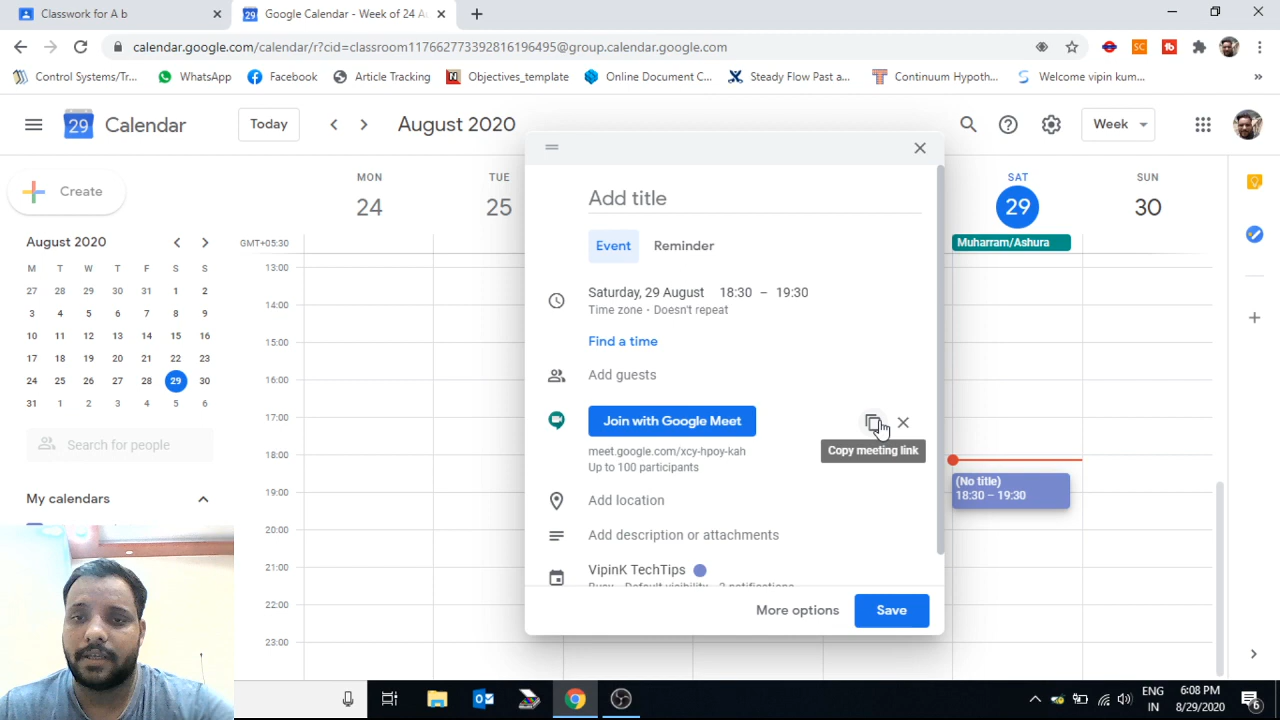 Classwork for A b
29 Google Calendar - Week of 24 Au
calendar.google.com/calendar/r?cid=classroom117662773392816196495@group.calendar.google.com
Control Systems/Tr... WhatsApp Facebook Article Tracking Objectives_template Online Document C... Steady Flow Past a... Continuum Hypoth... Welcome vipin kum... »
29 Calendar Today August 2020 Week
Create
August 2020
M T W T F S S
27 28 29 30 31 1 2
3 4 5 6 7 8 9
10 11 12 13 14 15 16
17 18 19 20 21 22 23
24 25 26 27 28 29 30
31 1 2 3 4 5 6
Search for people
My calendars
MON TUE SAT SUN
24 25 29 30
GMT+05:30 Muharram/Ashura
13:00
14:00
15:00
16:00
17:00
18:00
19:00
20:00
21:00
22:00
23:00
(No title)
18:30 – 19:30
Add title
Event Reminder
Saturday, 29 August 18:30 – 19:30
Time zone · Doesn't repeat
Find a time
Add guests
Join with Google Meet
Copy meeting link
meet.google.com/xcy-hpoy-kah
Up to 100 participants
Add location
Add description or attachments
VipinK TechTips
More options Save
ENG 6:08 PM
IN 8/29/2020 6